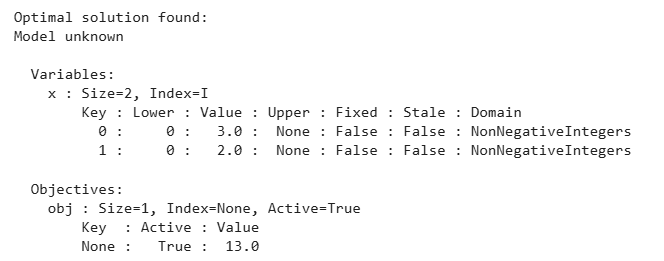 Optimal solution found:
Model unknown
Variables:
x : Size=2, Index=I
Key : Lower : Value : Upper : Fixed : Stale : Domain
0 : 0 : 3.0 : None : False : False : NonNegativeIntegers
1 : 0 : 2.0 : None : False : False : NonNegativeIntegers
Objectives:
obj : Size=1, Index=None, Active=True
Key : Active : Value
None : True : 13.0